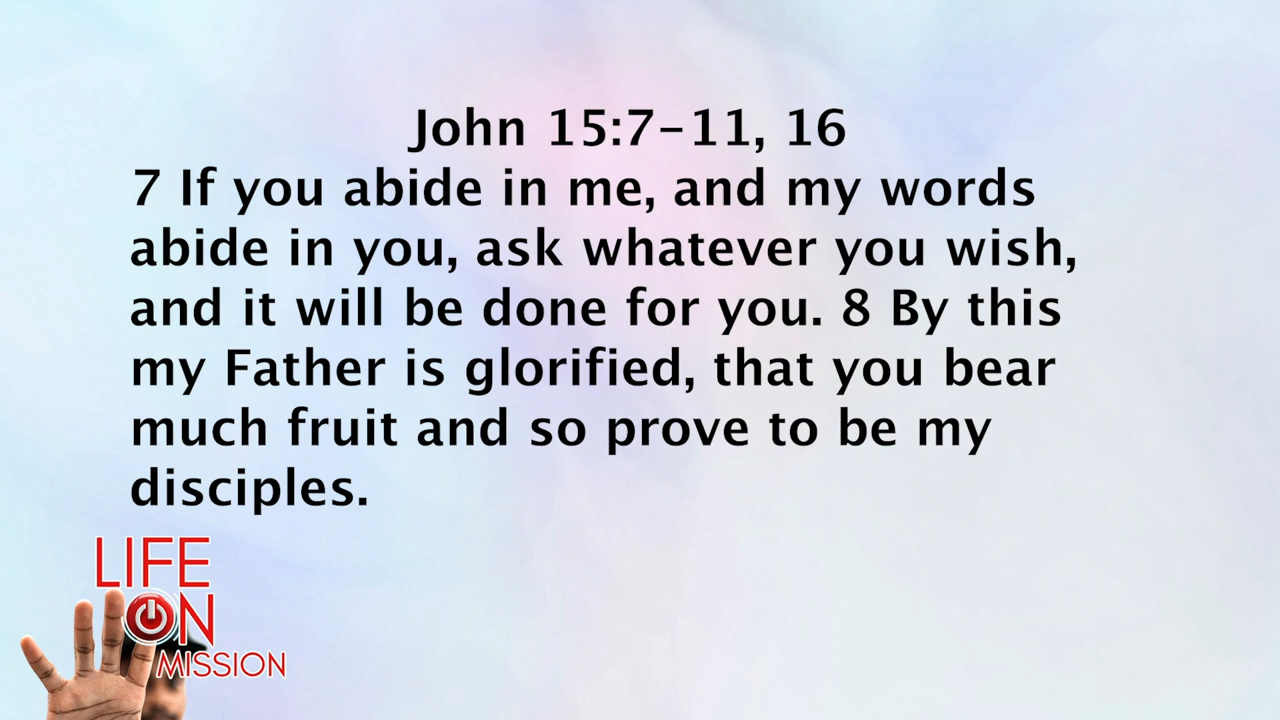 John 15:7-11, 16
7 If you abide in me, and my words
abide in you, ask whatever you wish,
and it will be done for you. 8 By this
my Father is glorified, that you bear
much fruit and so prove to be my
disciples.
LIFE
ON
MISSION